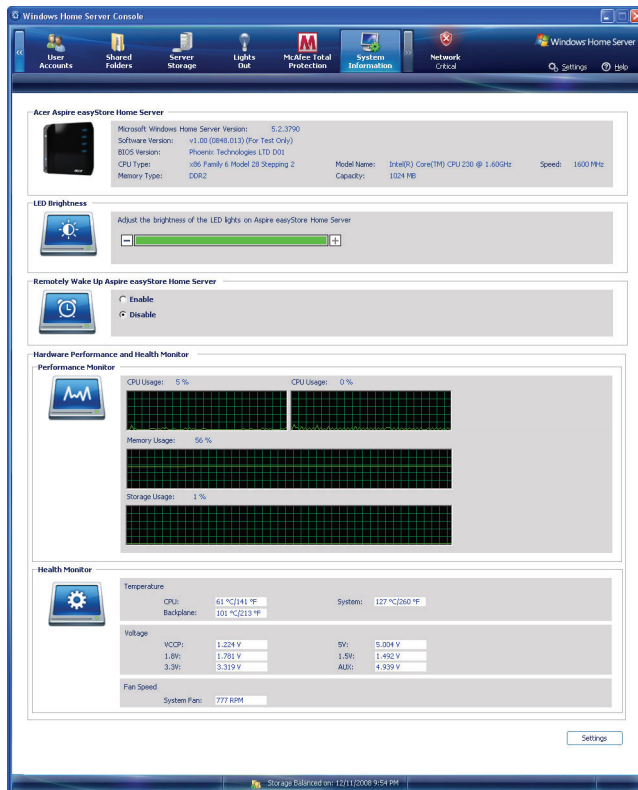 Windows Home Server Console
User Accounts
Shared Folders
Server Storage
Lights Out
McAfee Total Protection
System Information
Network Critical
Windows Home Server
Settings
Help
Acer Aspire easyStore Home Server
Microsoft Windows Home Server Version: 5.2.3790
Software Version: v1.00 (0848.013) (For Test Only)
BIOS Version: Phoenix Technologies LTD D01
CPU Type: x86 Family 6 Model 28 Stepping 2 Model Name: Intel(R) Core(TM) CPU 230 @ 1.60GHz Speed: 1600 MHz
Memory Type: DDR2 Capacity: 1024 MB
acer
LED Brightness
Adjust the brightness of the LED lights on Aspire easyStore Home Server
Remotely Wake Up Aspire easyStore Home Server
Enable
Disable
Hardware Performance and Health Monitor
Performance Monitor
CPU Usage: 5 % CPU Usage: 0 %
Memory Usage: 56 %
Storage Usage: 1 %
Health Monitor
Temperature
CPU: 61 ºC/141 ºF System: 127 ºC/260 ºF
Backplane: 101 ºC/213 ºF
Voltage
VCCP: 1.224 V 5V: 5.004 V
1.8V: 1.781 V 1.5V: 1.492 V
3.3V: 3.319 V AUX: 4.939 V
Fan Speed
System Fan: 777 RPM
Settings
Storage Balanced on: 12/11/2008 9:54 PM